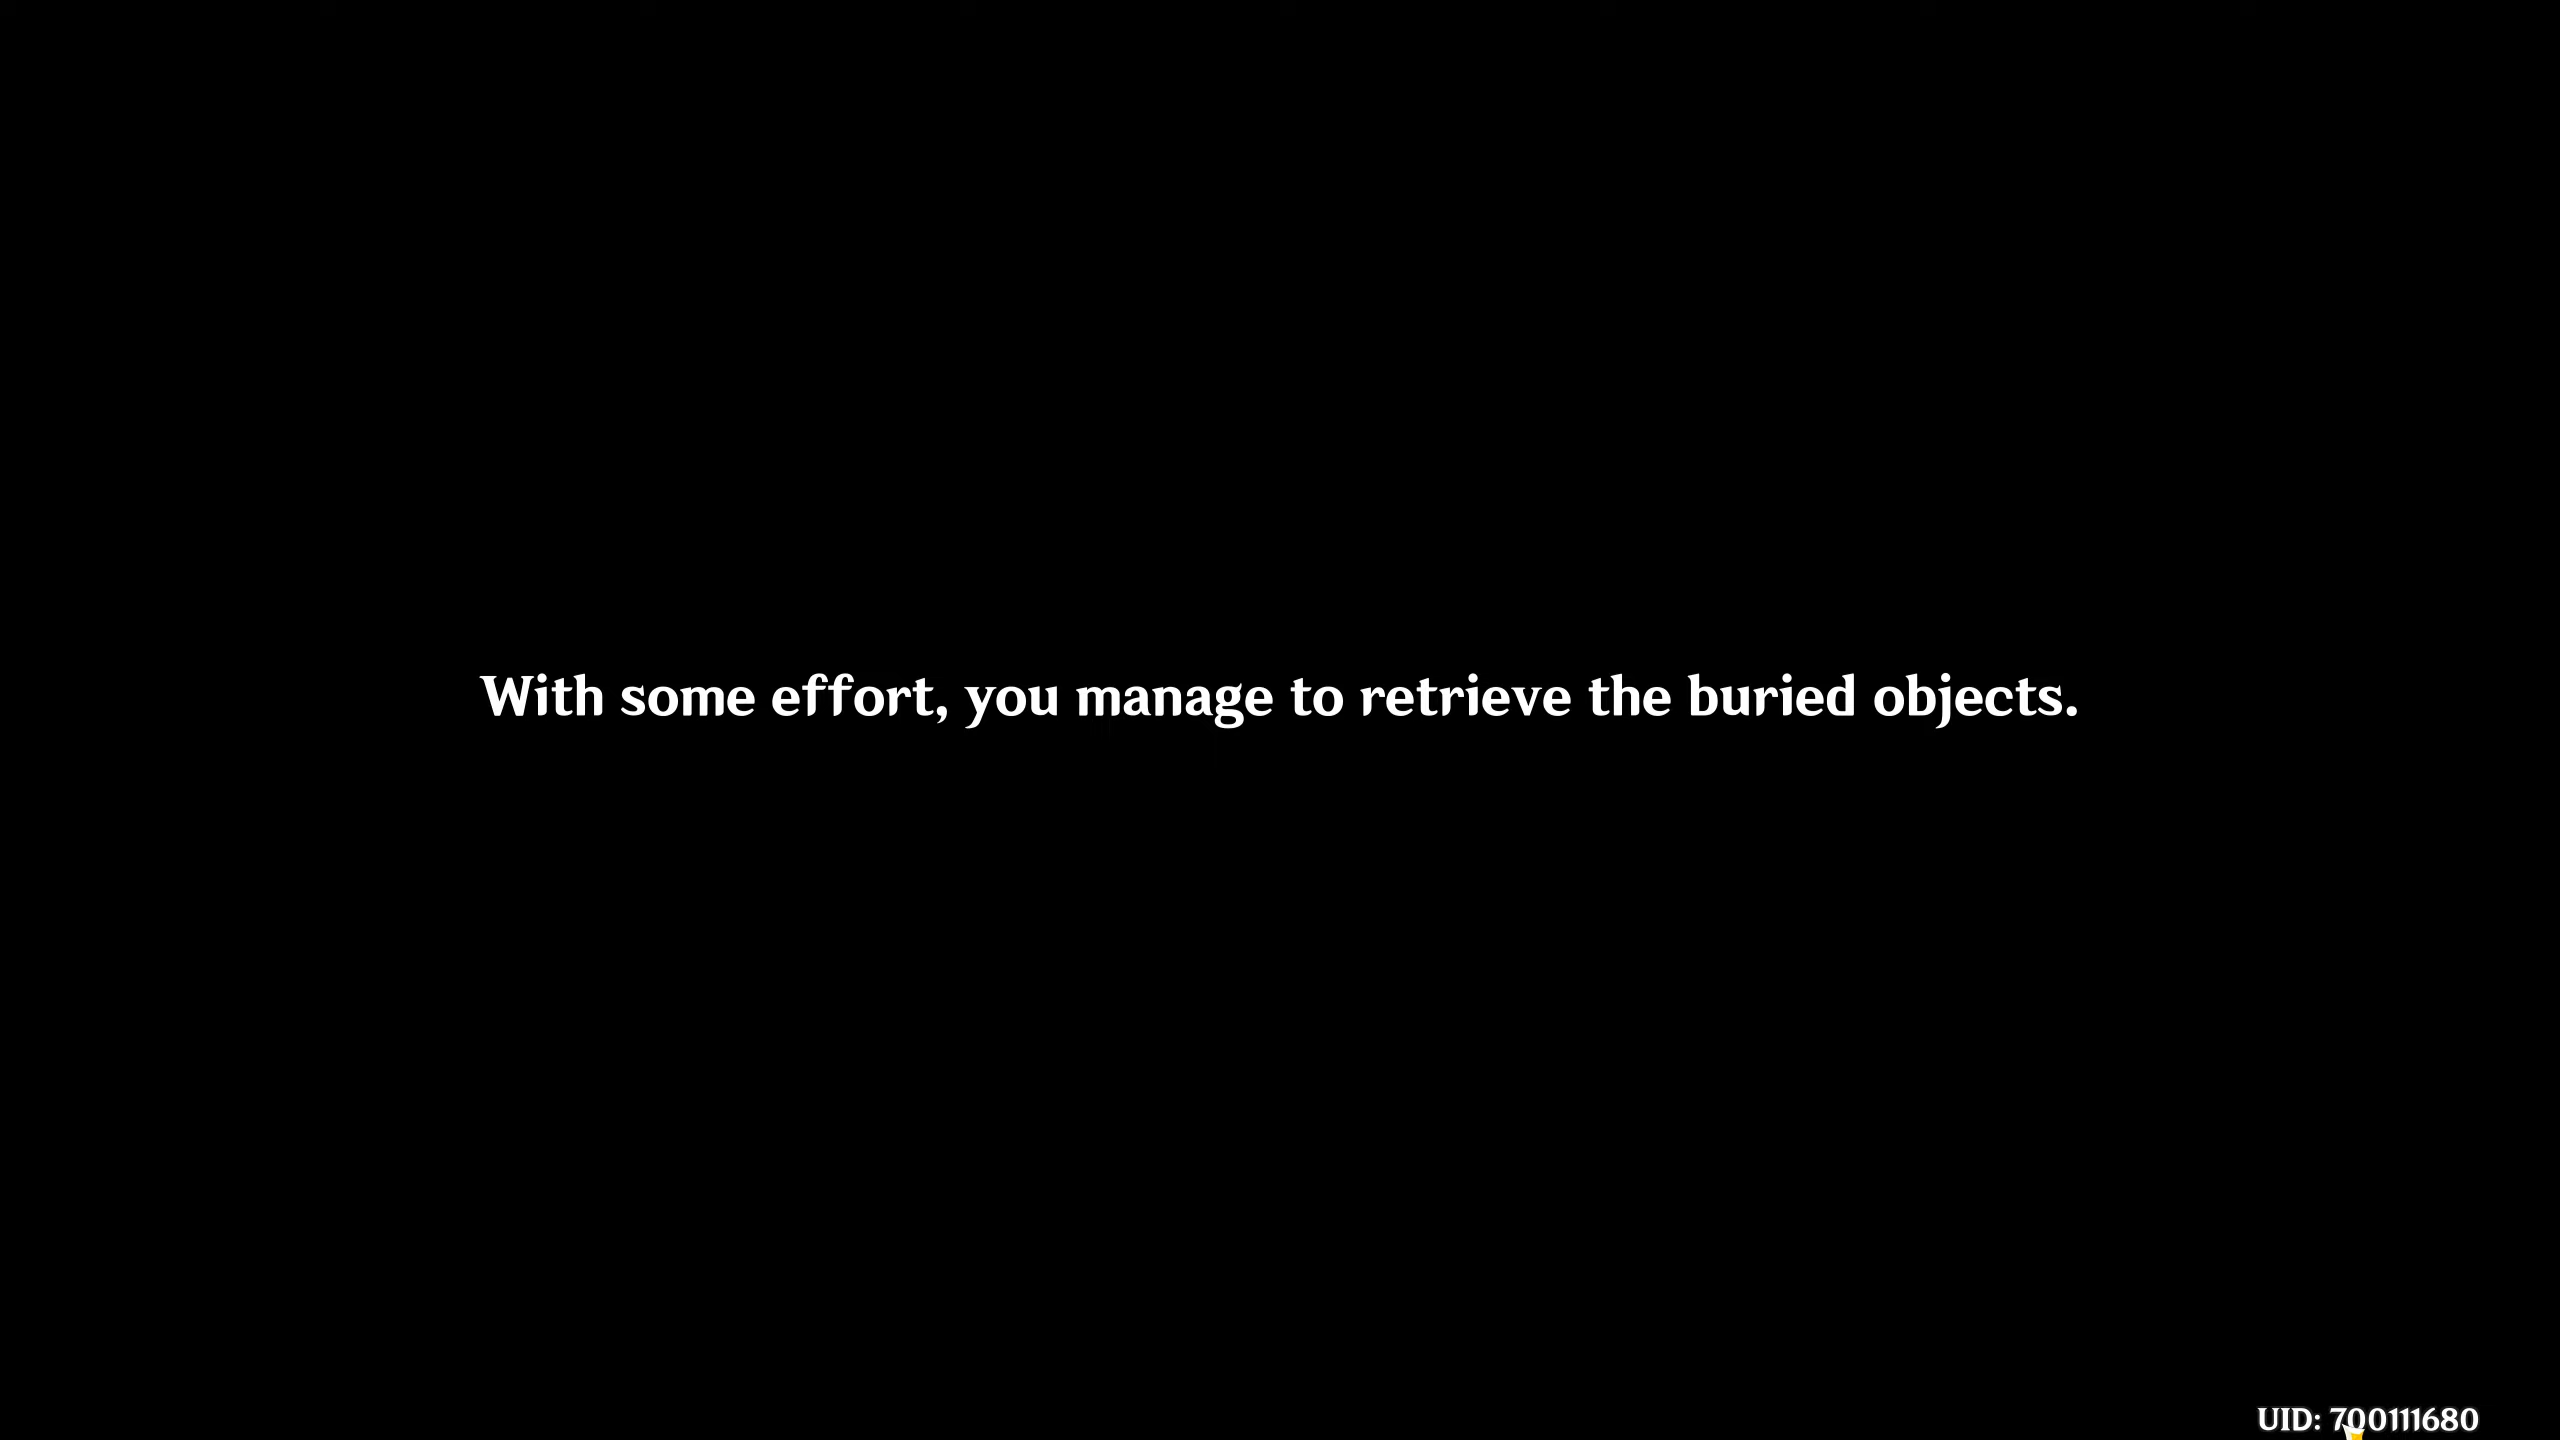 With some effort, you manage to retrieve the buried objects.
UID: 700111680